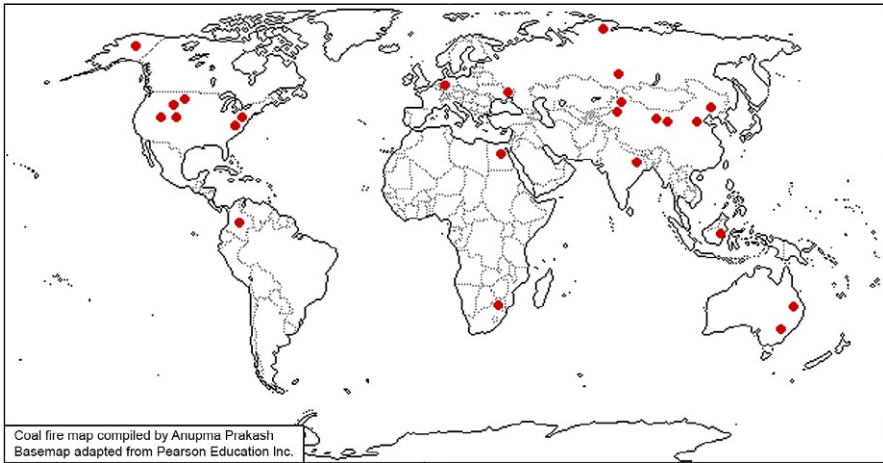 Coal fire map compiled by Anupma Prakash
Basemap adapted from Pearson Education Inc.